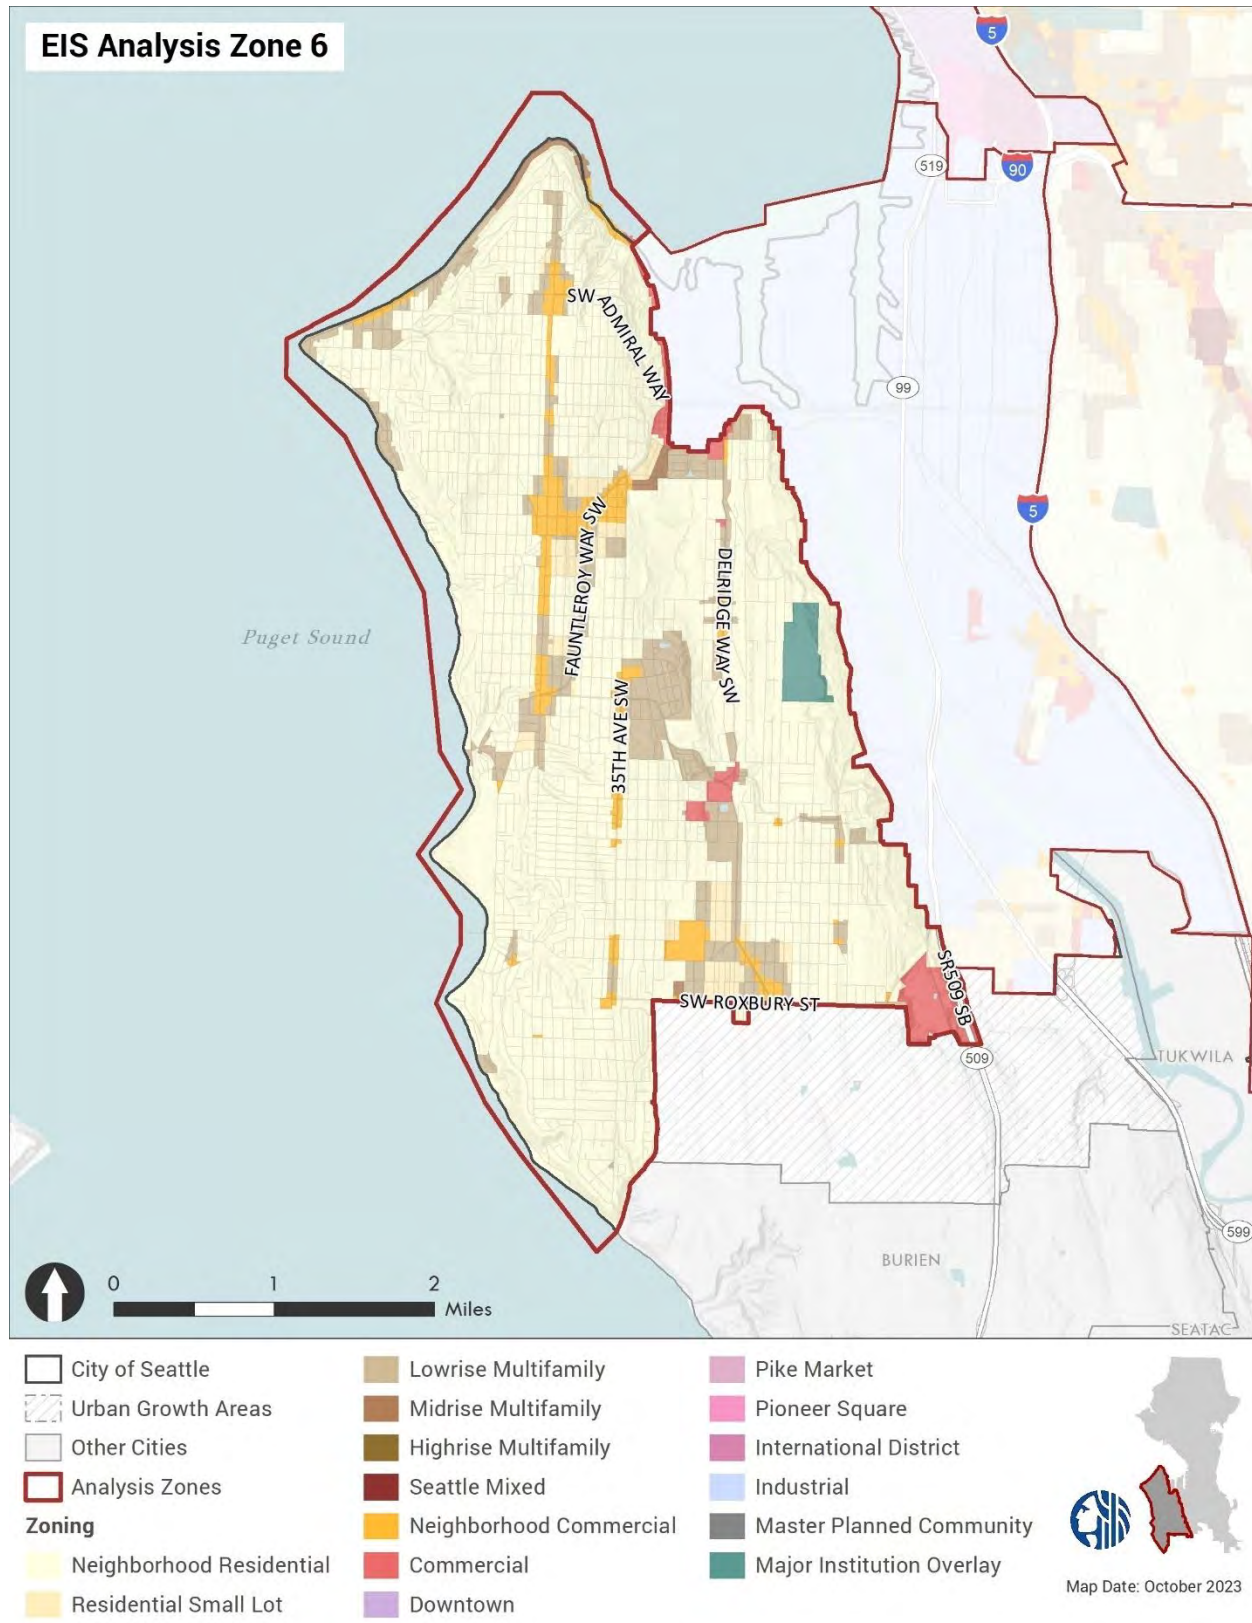 EIS Analysis Zone 6
5
519
90
SW ADMIRAL WAY
99
5
FAUNTLEROY WAY SW
DELRIDGE WAY SW
Puget Sound
35TH AVE SW
SR509 SB
SW ROXBURY ST
509
TUKWILA
599
BURIEN
SEATAC
0 1 2
Miles
City of Seattle
Urban Growth Areas
Other Cities
Analysis Zones
Zoning
Neighborhood Residential
Residential Small Lot
Lowrise Multifamily
Midrise Multifamily
Highrise Multifamily
Seattle Mixed
Neighborhood Commercial
Commercial
Downtown
Pike Market
Pioneer Square
International District
Industrial
Master Planned Community
Major Institution Overlay
Map Date: October 2023